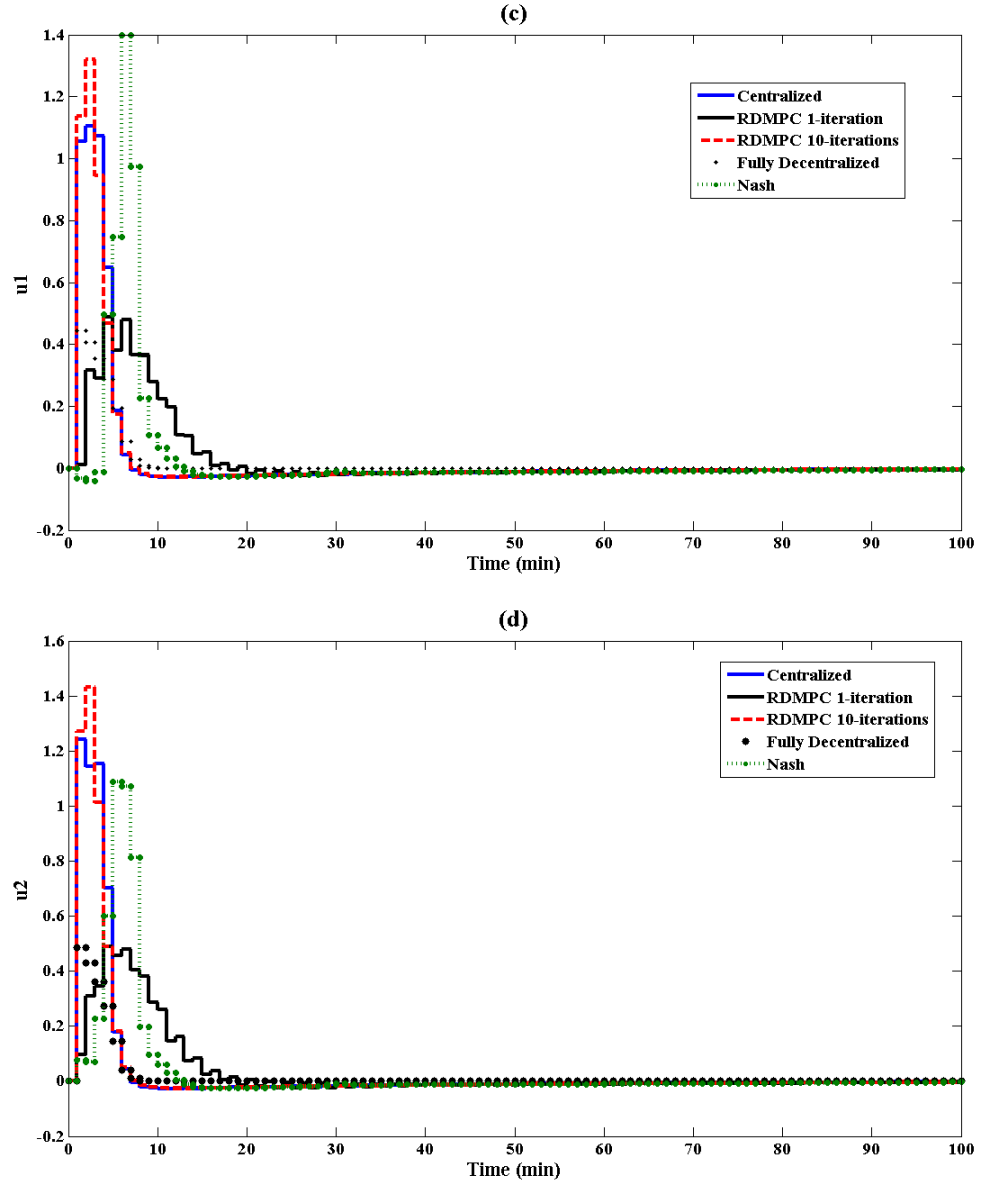 (c)
1.4
1.2
1
0.8
0.6
0.4
0.2
0
-0.2
u1
Centralized
RDMPC 1-iteration
RDMPC 10-iterations
Fully Decentralized
Nash
0 10 20 30 40 50 60 70 80 90 100
Time (min)
(d)
1.6
1.4
1.2
1
0.8
0.6
0.4
0.2
0
-0.2
u2
Centralized
RDMPC 1-iteration
RDMPC 10-iterations
Fully Decentralized
Nash
0 10 20 30 40 50 60 70 80 90 100
Time (min)